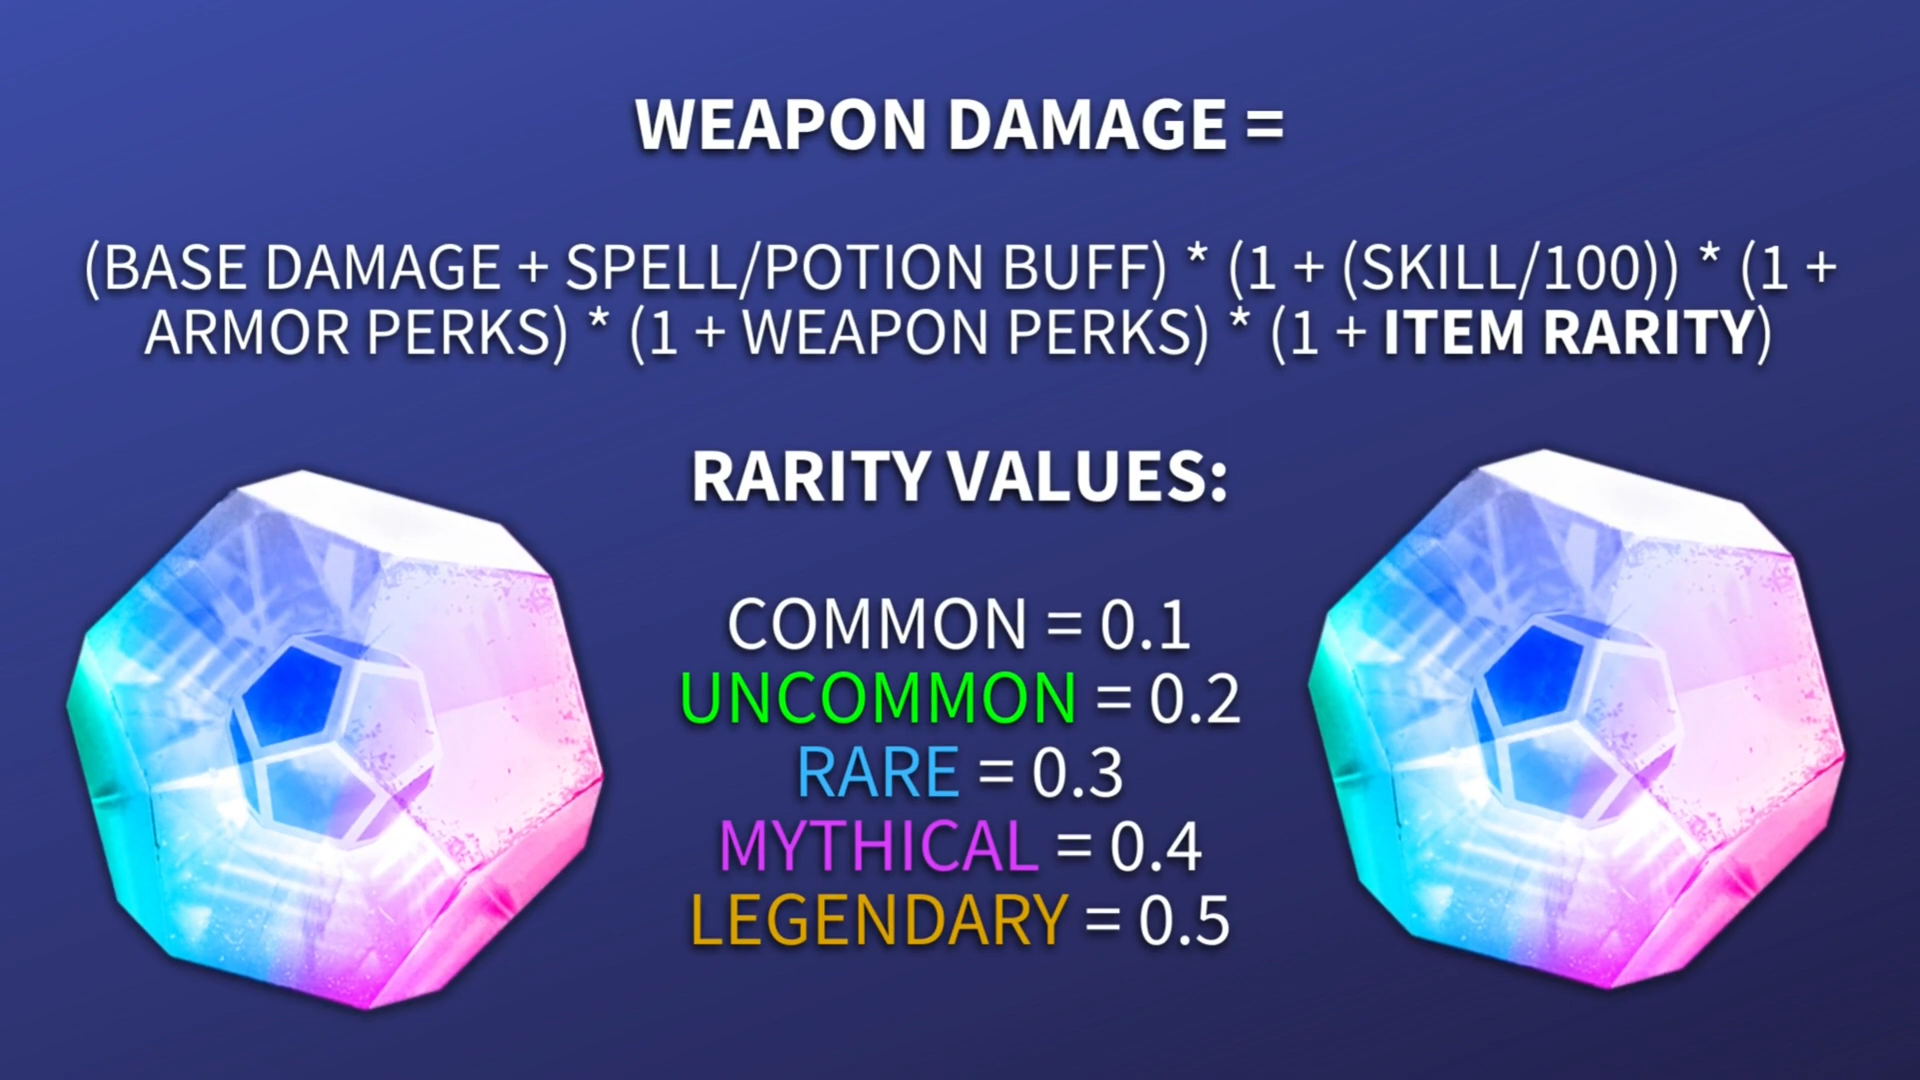 WEAPON DAMAGE =
(BASE DAMAGE + SPELL/POTION BUFF) * (1 + (SKILL/100)) * (1 +
ARMOR PERKS) * (1 + WEAPON PERKS) * (1 + ITEM RARITY)
RARITY VALUES:
COMMON = 0.1
UNCOMMON = 0.2
RARE = 0.3
MYTHICAL = 0.4
LEGENDARY = 0.5